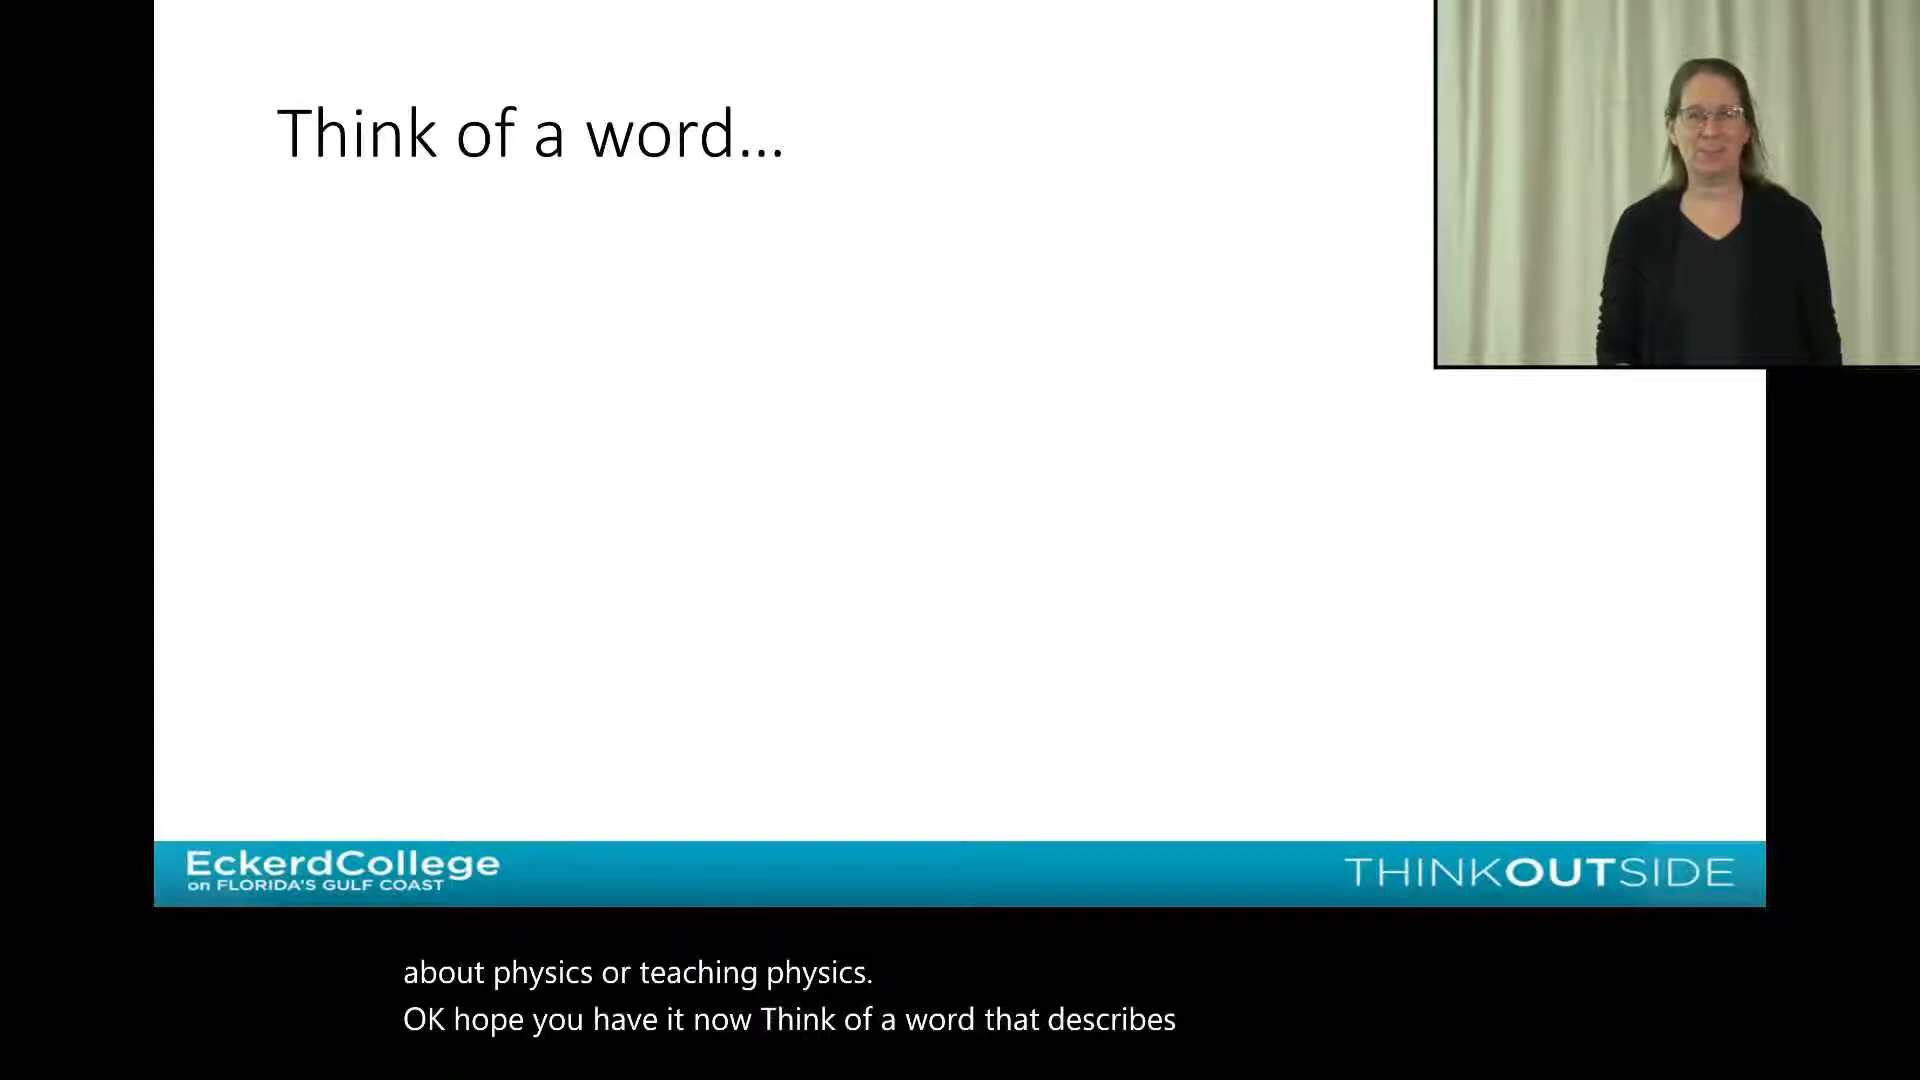 Think of a word...
EckerdCollege
on FLORIDA'S GULF COAST
THINKOUTSIDE
about physics or teaching physics.
OK hope you have it now Think of a word that describes